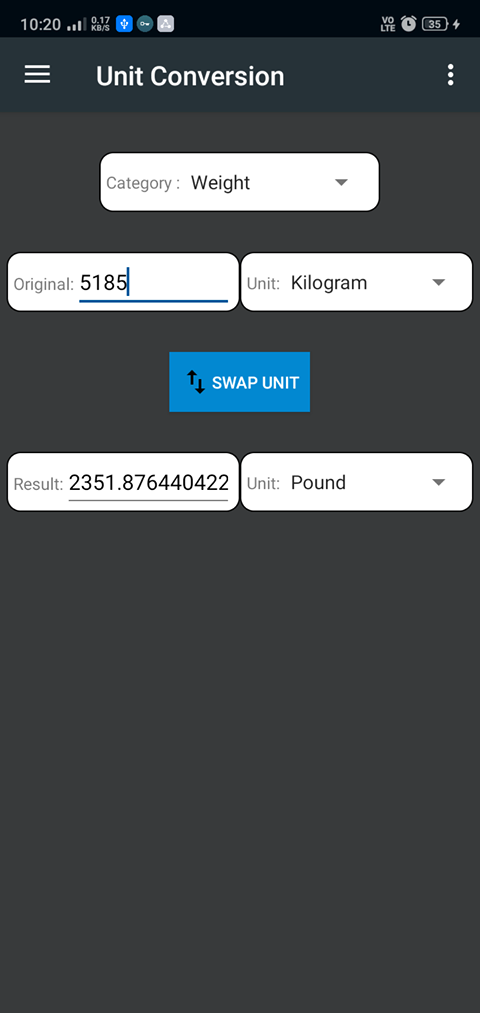 10:20 0.17 KB/S VO LTE 35
Unit Conversion
Category : Weight
Original: 5185 Unit: Kilogram
SWAP UNIT
Result: 2351.876440422 Unit: Pound